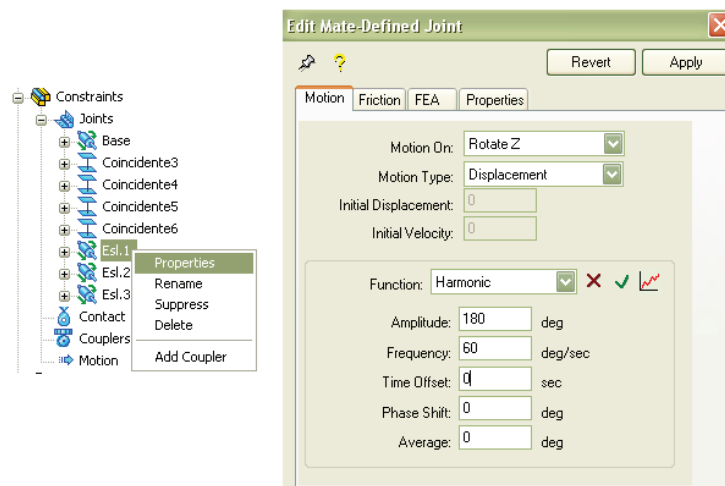 Constraints
Joints
Base
Coincidente3
Coincidente4
Coincidente5
Coincidente6
Esl.1
Esl.2
Esl.3
Contact
Couplers
Motion
Properties
Rename
Suppress
Delete
Add Coupler
Edit Mate-Defined Joint
Revert Apply
Motion Friction FEA Properties
Motion On: Rotate Z
Motion Type: Displacement
Initial Displacement: 0
Initial Velocity: 0
Function: Harmonic
Amplitude: 180 deg
Frequency: 60 deg/sec
Time Offset: 0 sec
Phase Shift: 0 deg
Average: 0 deg